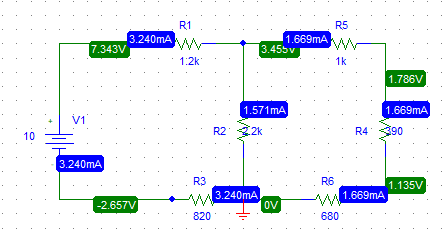 R1
R5
3.240mA
1.669mA
7.343V
3.455V
1.2k
1k
1.786V
1.571mA
1.669mA
V1
R2
2.2k
R4
390
10
3.240mA
R3
3.240mA
R6
1.669mA
1.135V
-2.657V
0V
820
680